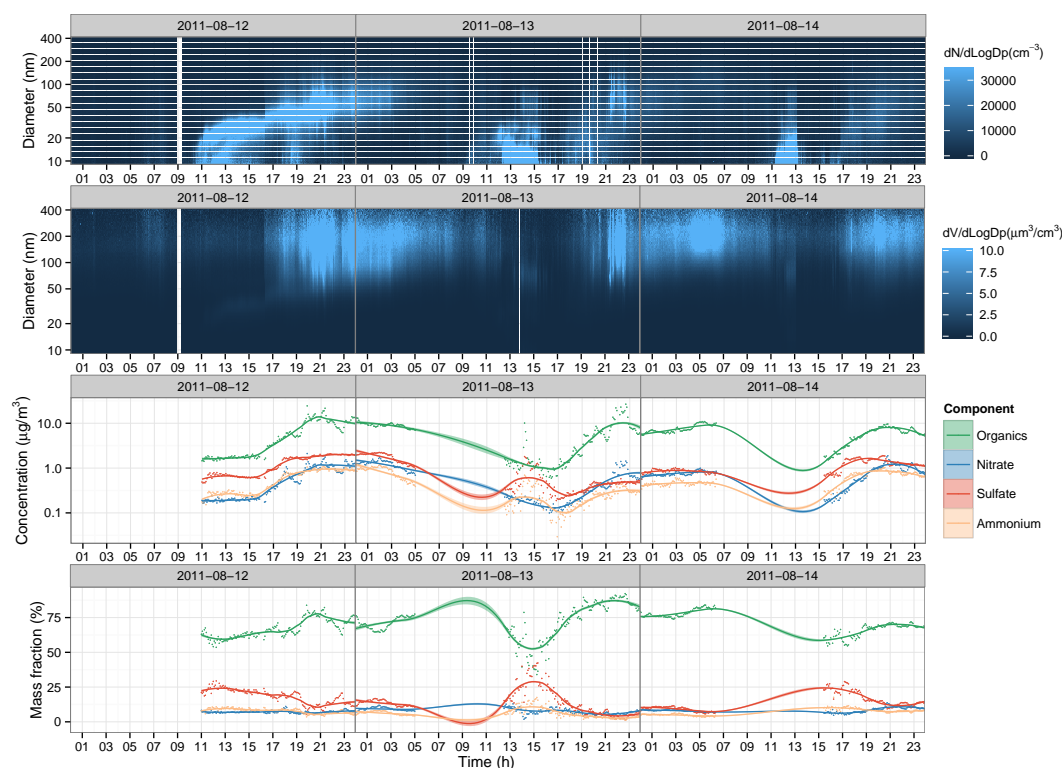 2011−08−12 2011−08−13 2011−08−14
400
200
100
50
20
10
Diameter (nm)
01 03 05 07 09 11 13 15 17 19 21 23 01 03 05 07 09 11 13 15 17 19 21 23 01 03 05 07 09 11 13 15 17 19 21 23
dN/dLogDp(cm−3)
30000
20000
10000
0
2011−08−12 2011−08−13 2011−08−14
400
200
100
50
20
10
Diameter (nm)
01 03 05 07 09 11 13 15 17 19 21 23 01 03 05 07 09 11 13 15 17 19 21 23 01 03 05 07 09 11 13 15 17 19 21 23
dV/dLogDp(μm3/cm3)
10.0
7.5
5.0
2.5
0.0
2011−08−12 2011−08−13 2011−08−14
10.0
1.0
0.1
Concentration (μg/m3)
01 03 05 07 09 11 13 15 17 19 21 23 01 03 05 07 09 11 13 15 17 19 21 23 01 03 05 07 09 11 13 15 17 19 21 23
Component
Organics
Nitrate
Sulfate
Ammonium
2011−08−12 2011−08−13 2011−08−14
75
50
25
0
Mass fraction (%)
01 03 05 07 09 11 13 15 17 19 21 23 01 03 05 07 09 11 13 15 17 19 21 23 01 03 05 07 09 11 13 15 17 19 21 23
Time (h)